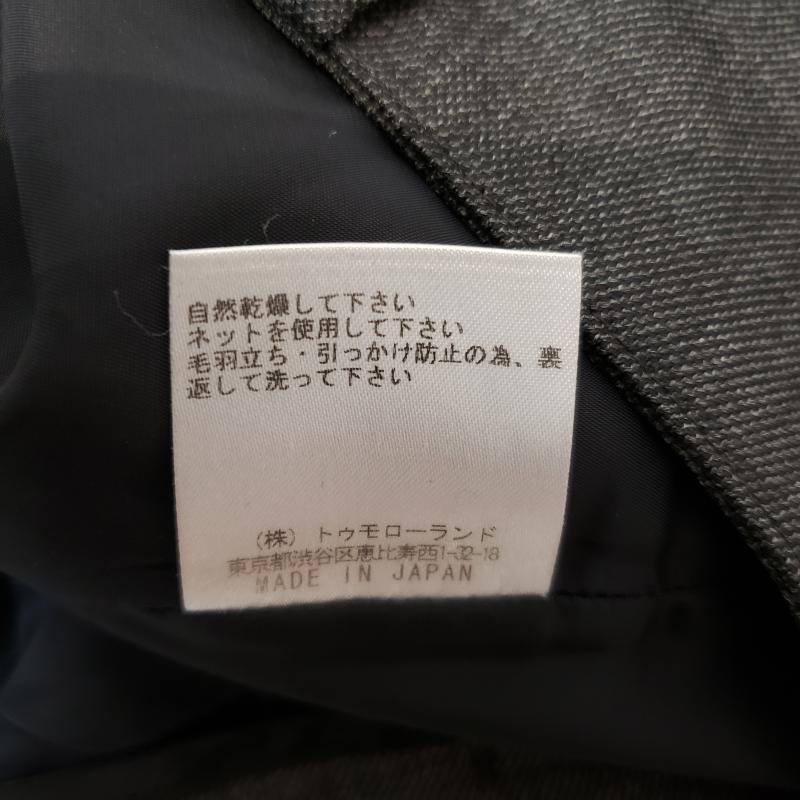 自然乾燥して下さい
ネットを使用して下さい
毛羽立ち・引っかけ防止の為、裏
返して洗って下さい
(株) トゥモローランド
東京都渋谷区恵比寿西1-32-18
MADE IN JAPAN